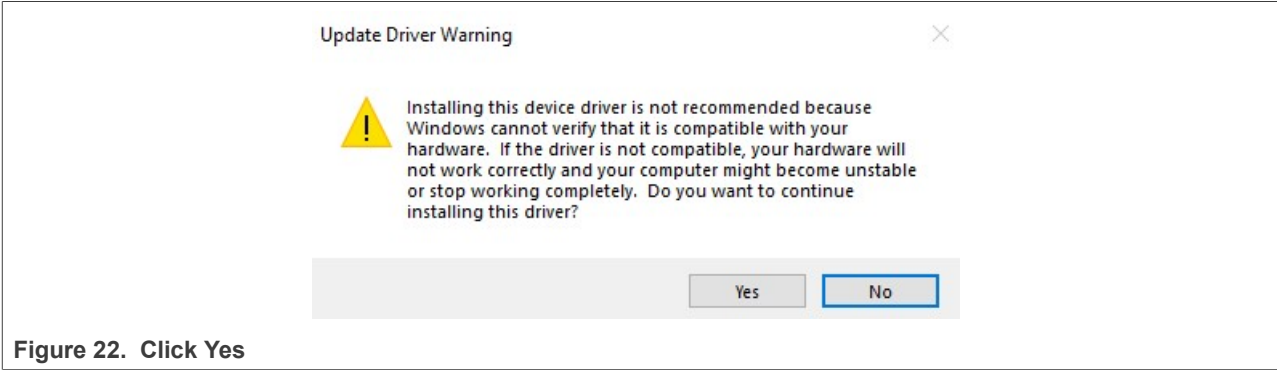 Update Driver Warning
Installing this device driver is not recommended because
Windows cannot verify that it is compatible with your
hardware.  If the driver is not compatible, your hardware will
not work correctly and your computer might become unstable
or stop working completely.  Do you want to continue
installing this driver?
Yes
No
Figure 22.  Click Yes